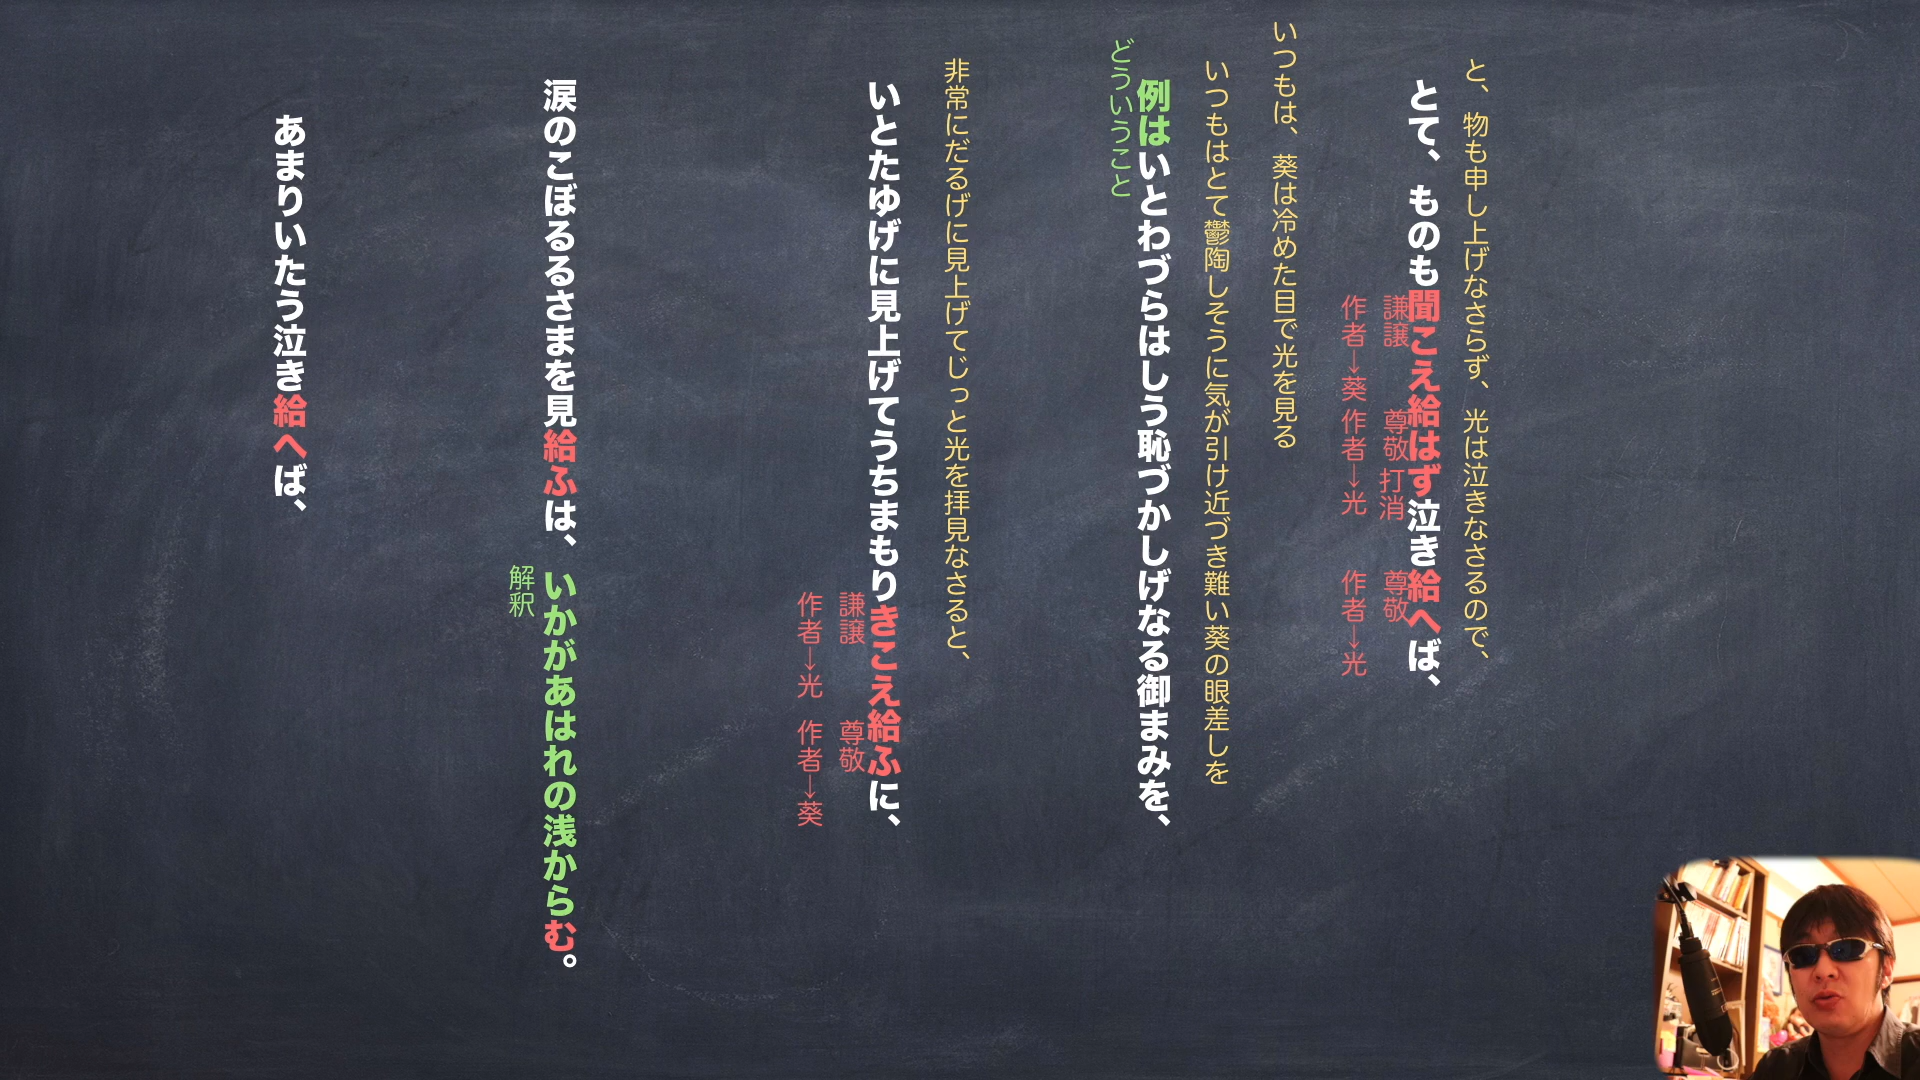 と、物も申し上げなさらず、光は泣きなさるので、
とて、ものも聞こえ給はず泣き給へば、
謙譲 尊敬 打消 尊敬
作者→葵 作者→光 作者→光
いつもは、葵は冷めた目で光を見る
いつもはとて鬱陶しそうに気が引け近づき難い葵の眼差しを
例はいとわづらはしう恥づかしげなる御まみを、
どういうこと
非常にだるげに見上げてじっと光を拝見なさると、
いとたゆげに見上げてうちまもりきこえ給ふに、
謙譲 尊敬
作者→光 作者→葵
涙のこぼるるさまを見給ふは、いかがあはれの浅からむ。
解釈
あまりいたう泣き給へば、